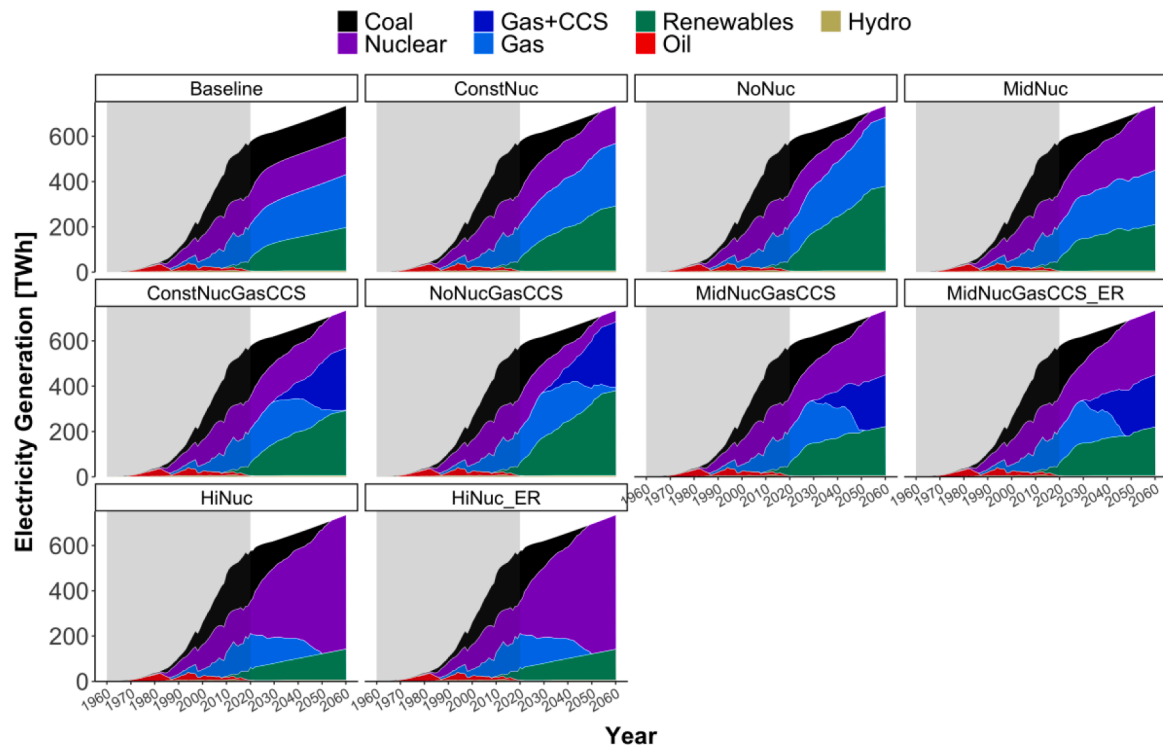 Coal Gas+CCS Renewables Hydro
Nuclear Gas Oil
Baseline ConstNuc NoNuc MidNuc
600
400
200
0
ConstNucGasCCS NoNucGasCCS MidNucGasCCS MidNucGasCCS_ER
600
400
200
0
1960 1970 1980 1990 2000 2010 2020 2030 2040 2050 2060 1960 1970 1980 1990 2000 2010 2020 2030 2040 2050 2060
HiNuc HiNuc_ER
600
400
200
0
1960 1970 1980 1990 2000 2010 2020 2030 2040 2050 2060 1960 1970 1980 1990 2000 2010 2020 2030 2040 2050 2060
Electricity Generation [TWh]
Year